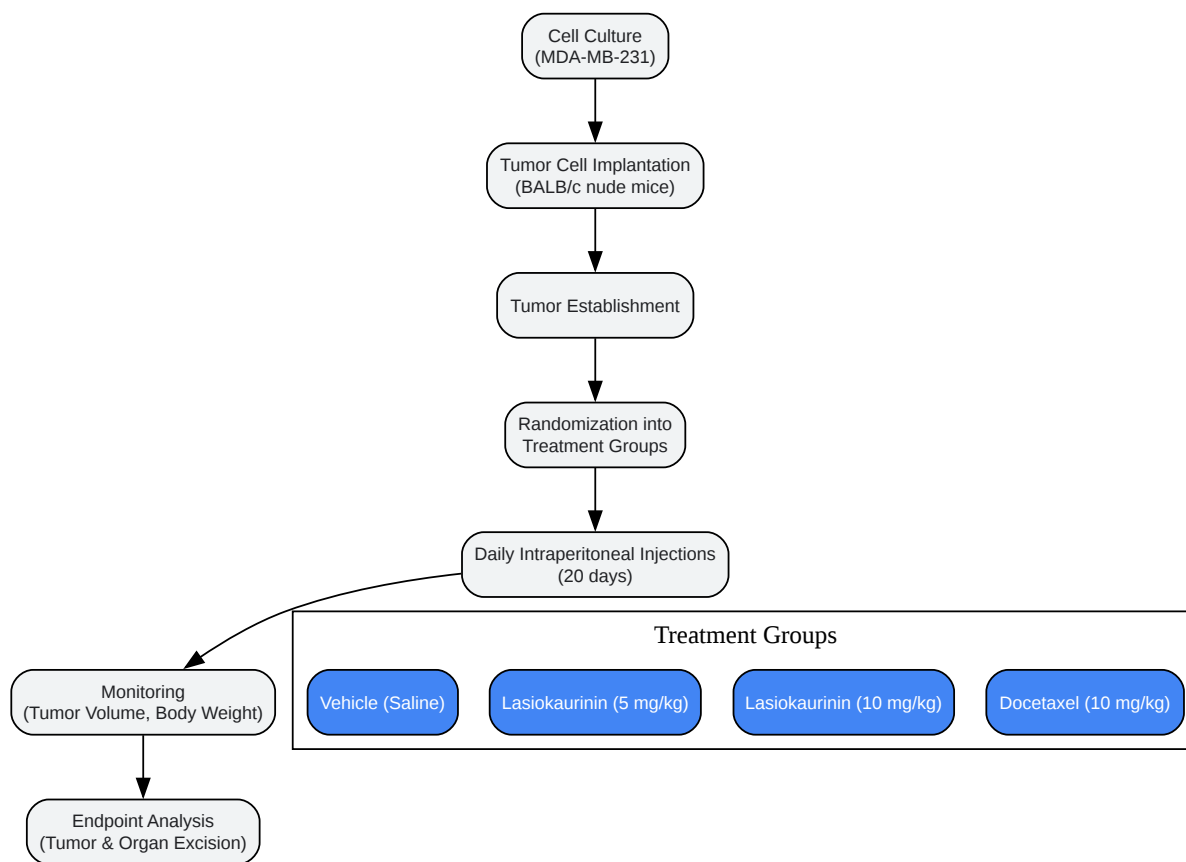 Cell Culture
(MDA-MB-231)
Tumor Cell Implantation
(BALB/c nude mice)
Tumor Establishment
Randomization into
Treatment Groups
Daily Intraperitoneal Injections
(20 days)
Treatment Groups
Monitoring
(Tumor Volume, Body Weight)
Vehicle (Saline)
Lasiokaurinin (5 mg/kg)
Lasiokaurinin (10 mg/kg)
Docetaxel (10 mg/kg)
Endpoint Analysis
(Tumor & Organ Excision)